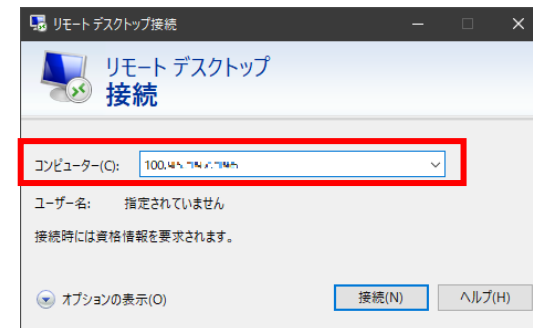 リモート デスクトップ接続
リモート デスクトップ
接続
コンピューター(C): 100.
ユーザー名: 指定されていません
接続時には資格情報を要求されます。
オプションの表示(O) 接続(N) ヘルプ(H)